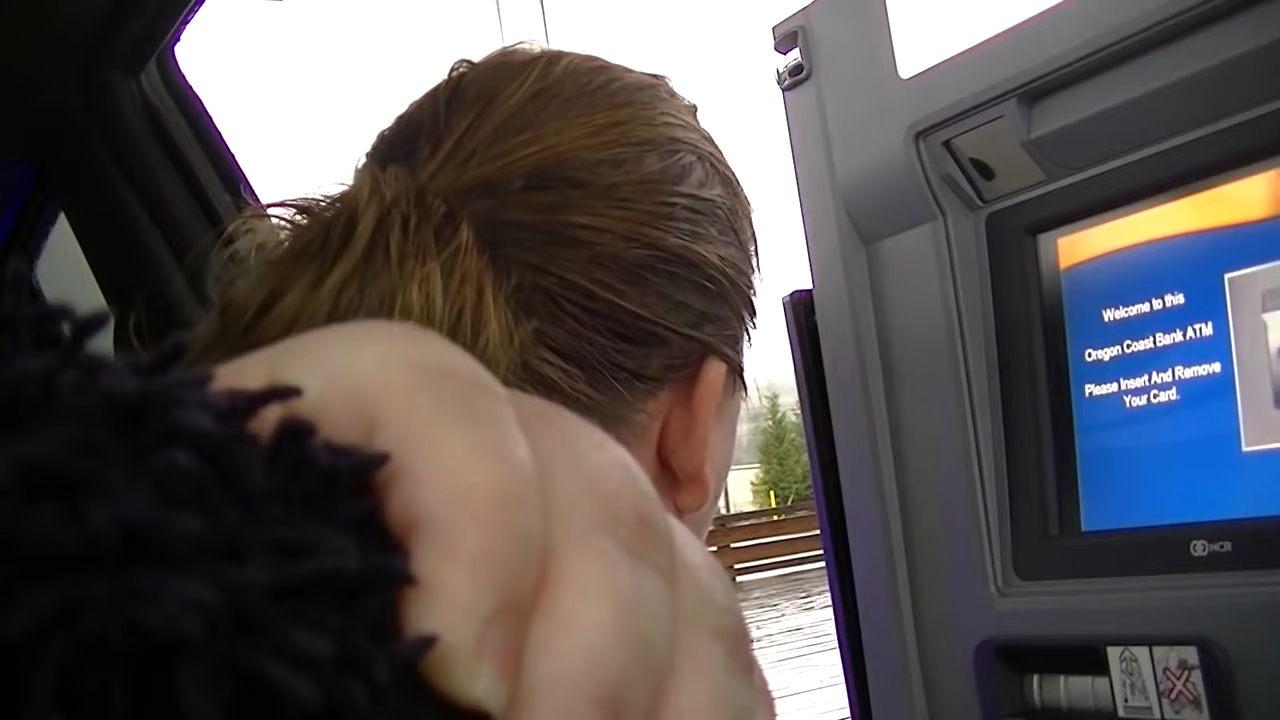 Welcome to this
Oregon Coast Bank ATM
Please Insert And Remove
Your Card.
NCR